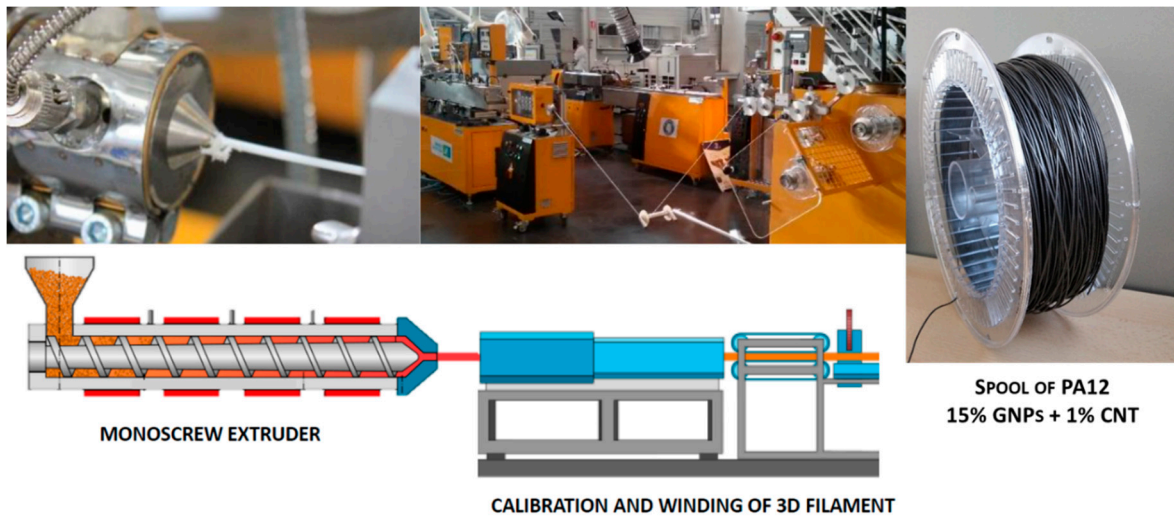 MONOSCREW EXTRUDER
SPOOL OF PA12
15% GNPS + 1% CNT
CALIBRATION AND WINDING OF 3D FILAMENT